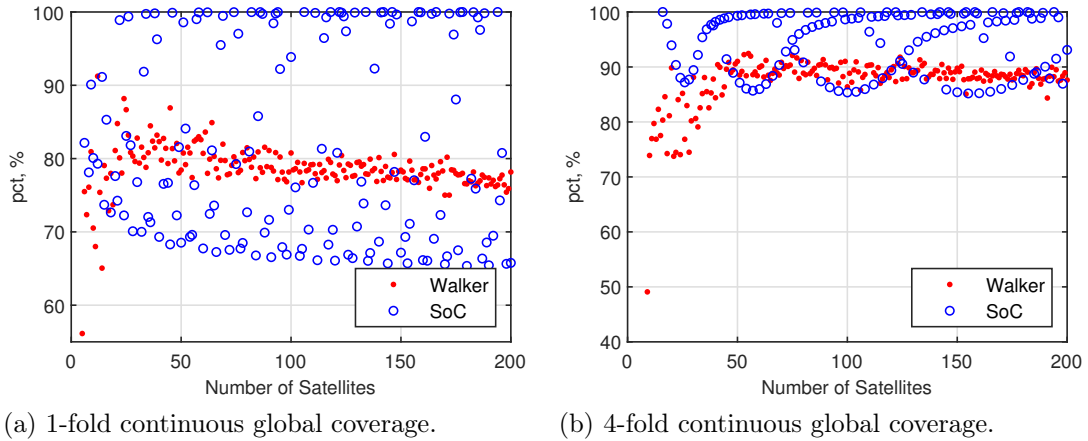 100
90
80
70
60
pct, %
0
50
100
150
200
Number of Satellites
Walker
SoC
(a) 1-fold continuous global coverage.
100
90
80
70
60
50
40
pct, %
0
50
100
150
200
Number of Satellites
Walker
SoC
(b) 4-fold continuous global coverage.